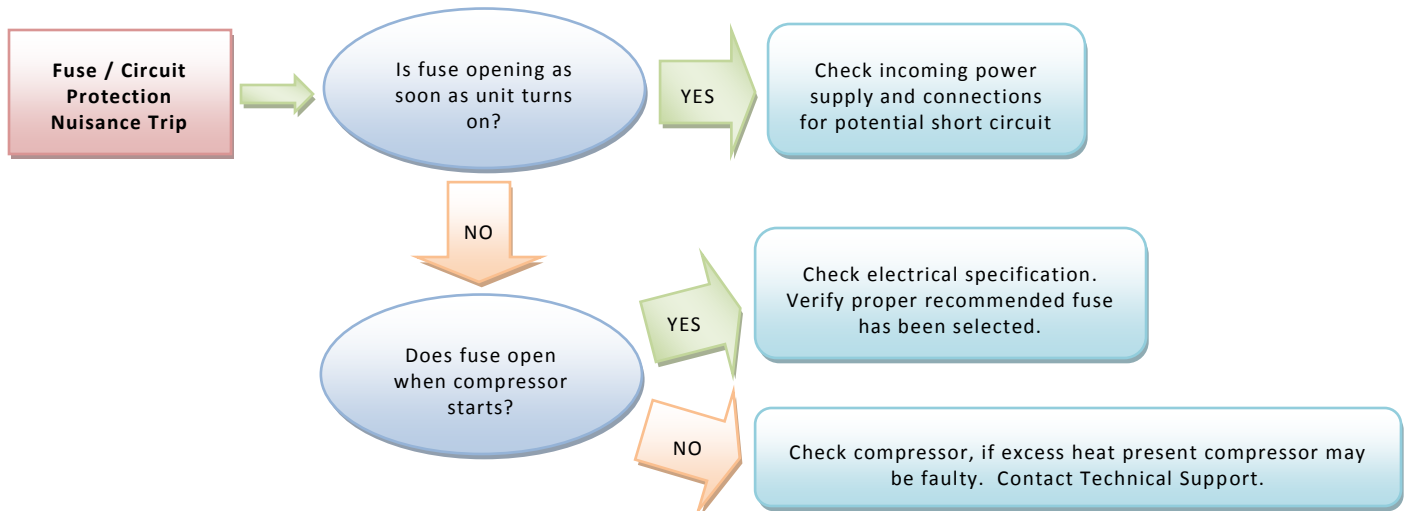 Fuse / Circuit
Protection
Nuisance Trip
Is fuse opening as
soon as unit turns
on?
YES
Check incoming power
supply and connections
for potential short circuit
NO
Does fuse open
when compressor
starts?
YES
Check electrical specification.
Verify proper recommended fuse
has been selected.
NO
Check compressor, if excess heat present compressor may
be faulty.  Contact Technical Support.